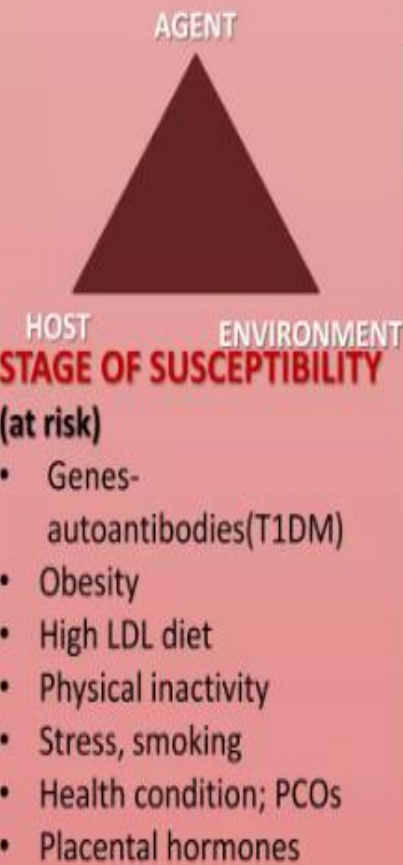 AGENT
HOST
ENVIRONMENT
STAGE OF SUSCEPTIBILITY
(at risk)
• Genes-
autoantibodies(T1DM)
• Obesity
• High LDL diet
• Physical inactivity
• Stress, smoking
• Health condition; PCOs
• Placental hormones